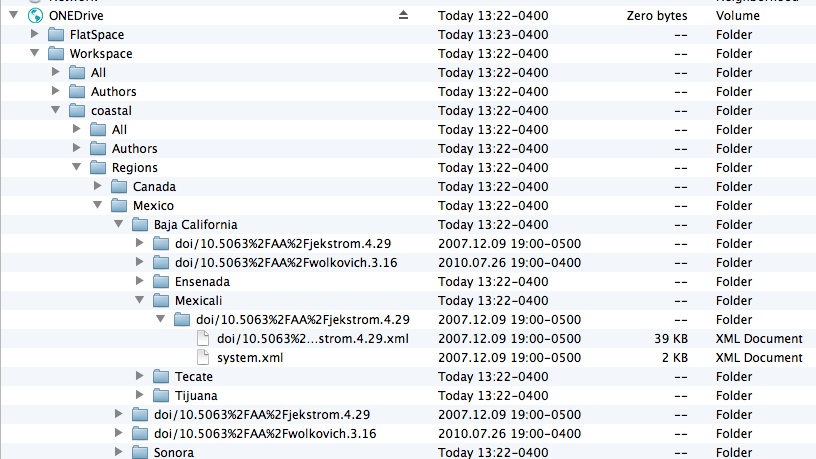 ONEDrive Today 13:22-0400 Zero bytes Volume
FlatSpace Today 13:23-0400 -- Folder
Workspace Today 13:22-0400 -- Folder
All Today 13:22-0400 -- Folder
Authors Today 13:22-0400 -- Folder
coastal Today 13:22-0400 -- Folder
All Today 13:22-0400 -- Folder
Authors Today 13:22-0400 -- Folder
Regions Today 13:22-0400 -- Folder
Canada Today 13:22-0400 -- Folder
Mexico Today 13:22-0400 -- Folder
Baja California Today 13:22-0400 -- Folder
doi/10.5063%2FAA%2Fjekstrom.4.29 2007.12.09 19:00-0500 -- Folder
doi/10.5063%2FAA%2Fwolkovich.3.16 2010.07.26 19:00-0400 -- Folder
Ensenada Today 13:22-0400 -- Folder
Mexicali Today 13:22-0400 -- Folder
doi/10.5063%2FAA%2Fjekstrom.4.29 2007.12.09 19:00-0500 -- Folder
doi/10.5063%2...strom.4.29.xml 2007.12.09 19:00-0500 39 KB XML Document
system.xml 2007.12.09 19:00-0500 2 KB XML Document
Tecate Today 13:22-0400 -- Folder
Tijuana Today 13:22-0400 -- Folder
doi/10.5063%2FAA%2Fjekstrom.4.29 2007.12.09 19:00-0500 -- Folder
doi/10.5063%2FAA%2Fwolkovich.3.16 2010.07.26 19:00-0400 -- Folder
Sonora Today 13:22-0400 -- Folder